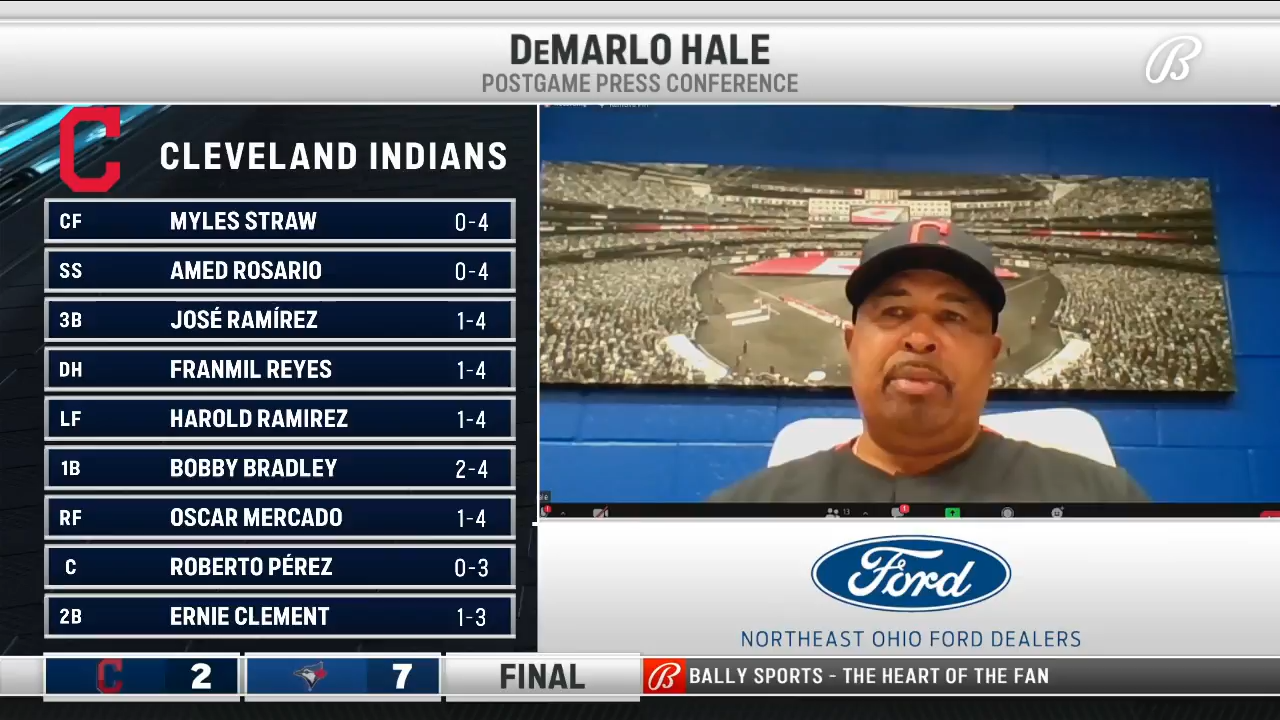 DEMARLO HALE
POSTGAME PRESS CONFERENCE
B
C
CLEVELAND INDIANS
CF MYLES STRAW 0-4
SS AMED ROSARIO 0-4
3B JOSÉ RAMÍREZ 1-4
DH FRANMIL REYES 1-4
LF HAROLD RAMIREZ 1-4
1B BOBBY BRADLEY 2-4
RF OSCAR MERCADO 1-4
C ROBERTO PÉREZ 0-3
2B ERNIE CLEMENT 1-3
C
13
Ford
NORTHEAST OHIO FORD DEALERS
C 2 7 FINAL
B BALLY SPORTS - THE HEART OF THE FAN